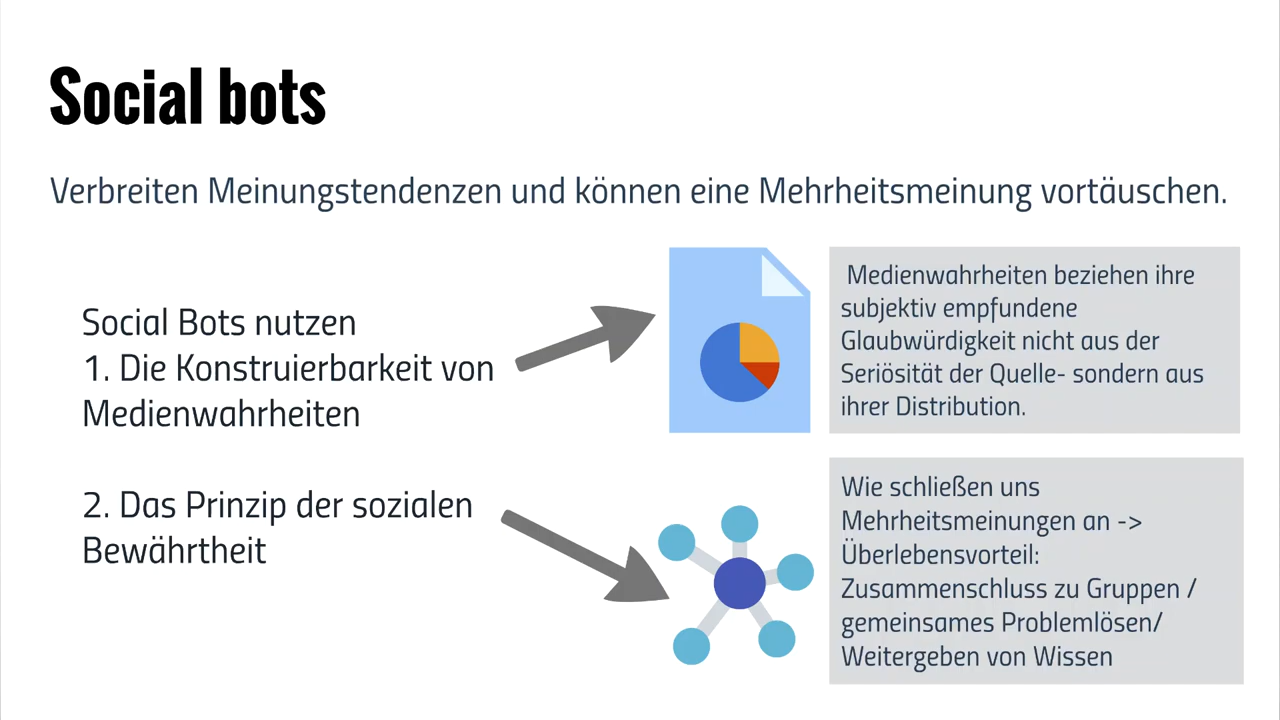 Social bots
Verbreiten Meinungstendenzen und können eine Mehrheitsmeinung vortäuschen.
Social Bots nutzen
1. Die Konstruierbarkeit von
Medienwahrheiten
2. Das Prinzip der sozialen
Bewährtheit
Medienwahrheiten beziehen ihre
subjektiv empfundene
Glaubwürdigkeit nicht aus der
Seriösität der Quelle- sondern aus
ihrer Distribution.
Wie schließen uns
Mehrheitsmeinungen an ->
Überlebensvorteil:
Zusammenschluss zu Gruppen /
gemeinsames Problemlösen/
Weitergeben von Wissen